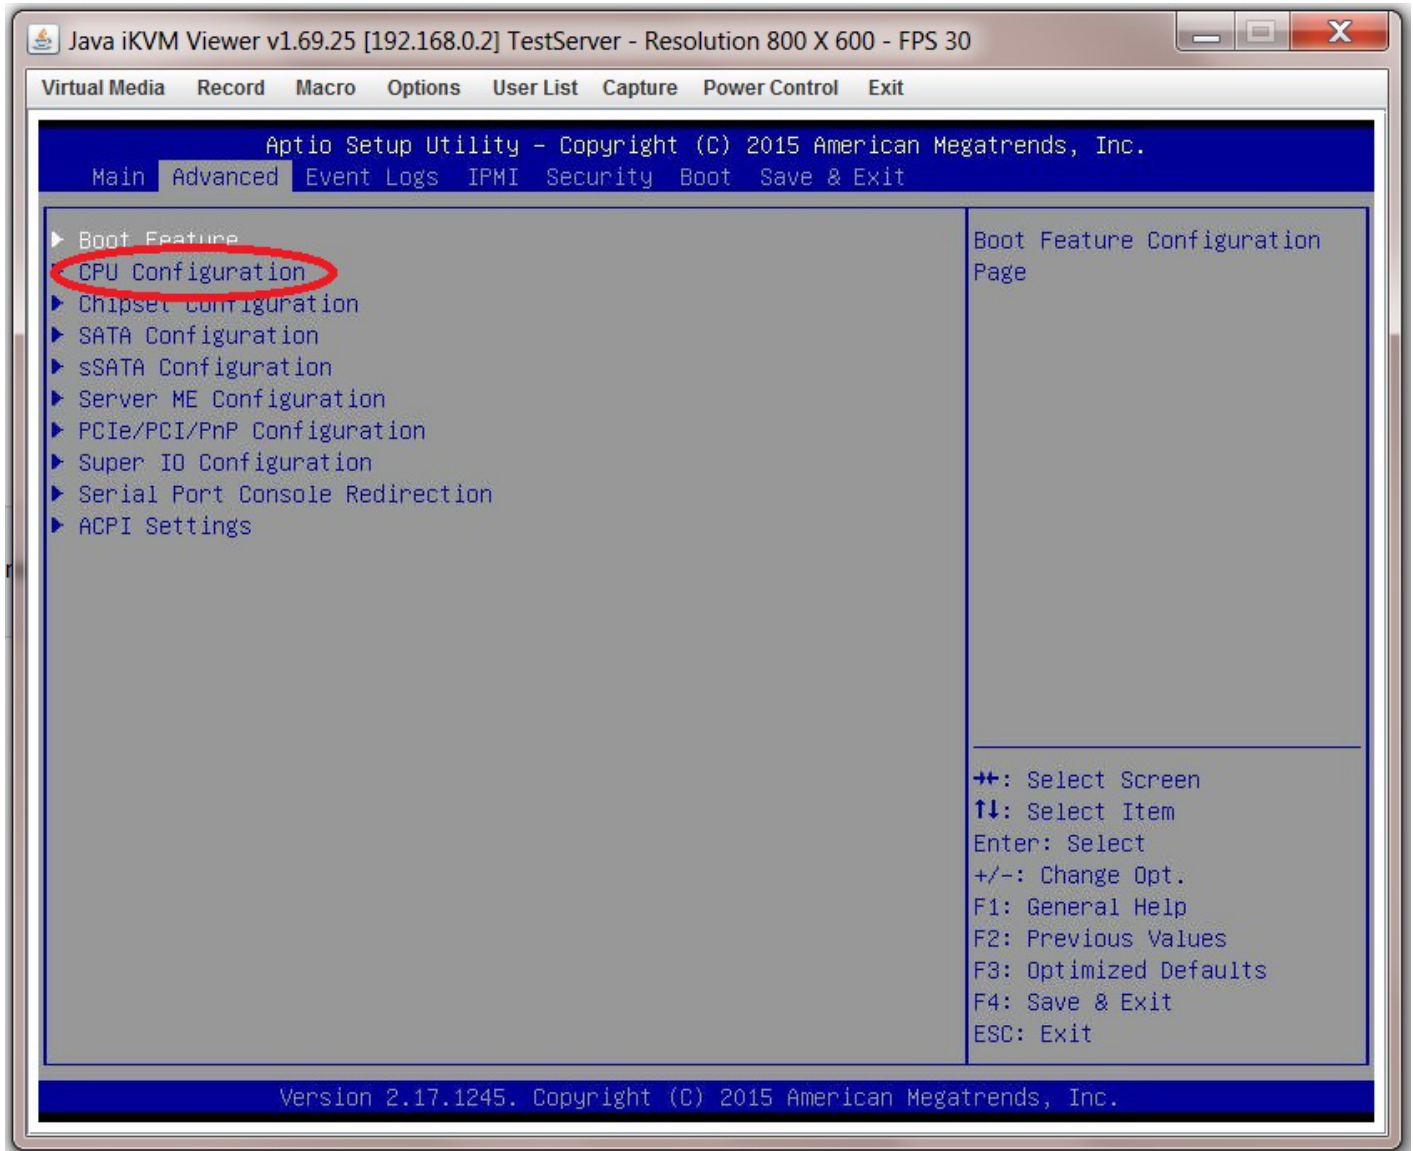 Java iKVM Viewer v1.69.25 [192.168.0.2] TestServer - Resolution 800 X 600 - FPS 30
Virtual Media Record Macro Options User List Capture Power Control Exit
Aptio Setup Utility – Copyright (C) 2015 American Megatrends, Inc.
Main Advanced Event Logs IPMI Security Boot Save & Exit
Boot Feature
CPU Configuration
Chipset Configuration
SATA Configuration
sSATA Configuration
Server ME Configuration
PCIe/PCI/PnP Configuration
Super IO Configuration
Serial Port Console Redirection
ACPI Settings
Boot Feature Configuration
Page
→←: Select Screen
↑↓: Select Item
Enter: Select
+/-: Change Opt.
F1: General Help
F2: Previous Values
F3: Optimized Defaults
F4: Save & Exit
ESC: Exit
Version 2.17.1245. Copyright (C) 2015 American Megatrends, Inc.